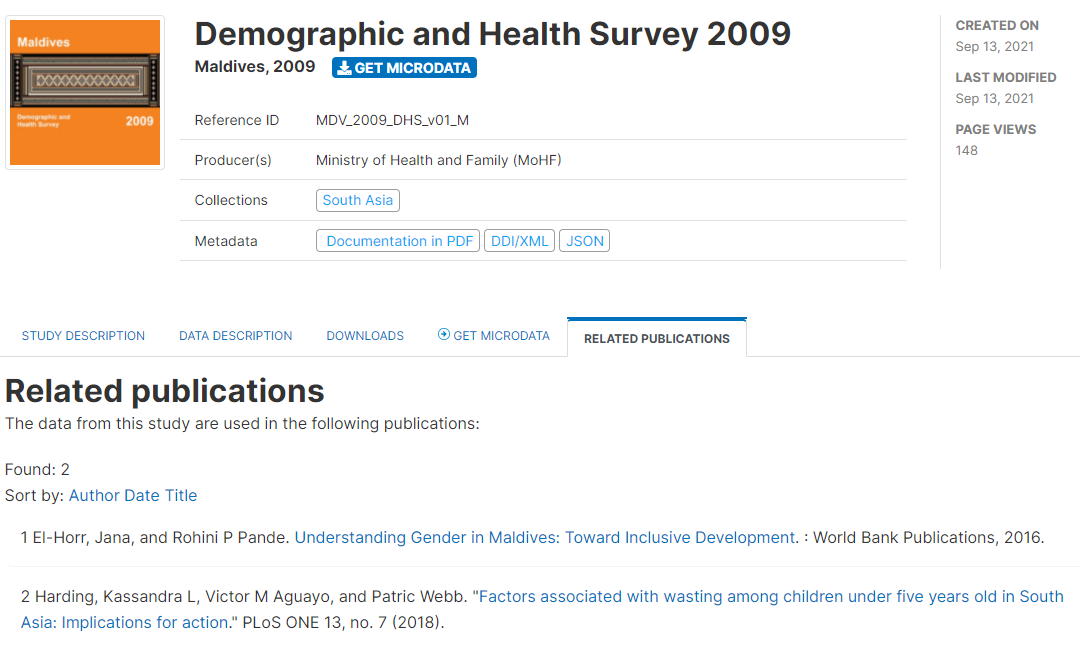 Maldives
Demographic and
Health Survey
2009
Demographic and Health Survey 2009
Maldives, 2009 GET MICRODATA
Reference ID MDV_2009_DHS_v01_M
Producer(s) Ministry of Health and Family (MoHF)
Collections South Asia
Metadata Documentation in PDF DDI/XML JSON
CREATED ON
Sep 13, 2021
LAST MODIFIED
Sep 13, 2021
PAGE VIEWS
148
STUDY DESCRIPTION DATA DESCRIPTION DOWNLOADS GET MICRODATA RELATED PUBLICATIONS
Related publications
The data from this study are used in the following publications:
Found: 2
Sort by: Author Date Title
1 El-Horr, Jana, and Rohini P Pande. Understanding Gender in Maldives: Toward Inclusive Development. : World Bank Publications, 2016.
2 Harding, Kassandra L, Victor M Aguayo, and Patric Webb. "Factors associated with wasting among children under five years old in South
Asia: Implications for action." PLoS ONE 13, no. 7 (2018).